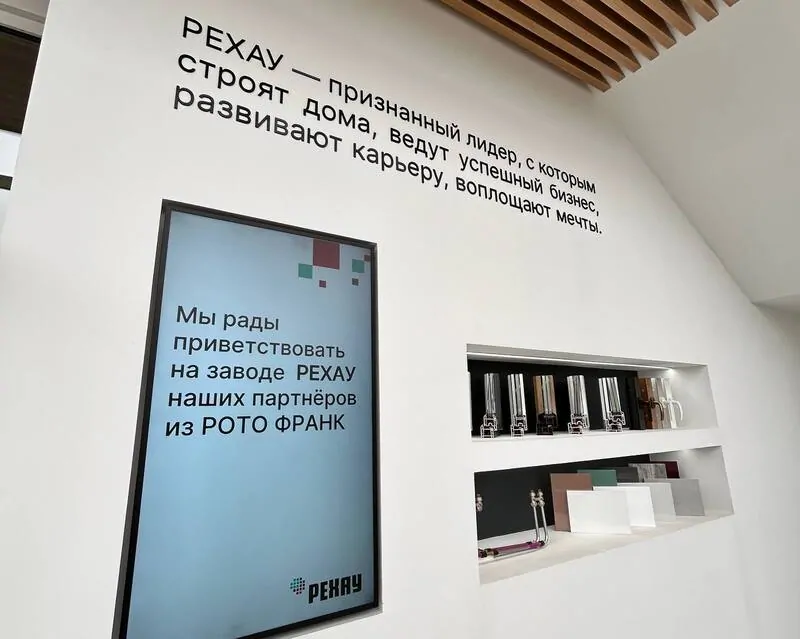 РЕХАУ — признанный лидер, с которым
строят дома, ведут успешный бизнес,
развивают карьеру, воплощают мечты.
Мы рады
приветствовать
на заводе РЕХАУ
наших партнёров
из РОТО ФРАНК
РЕХАУ